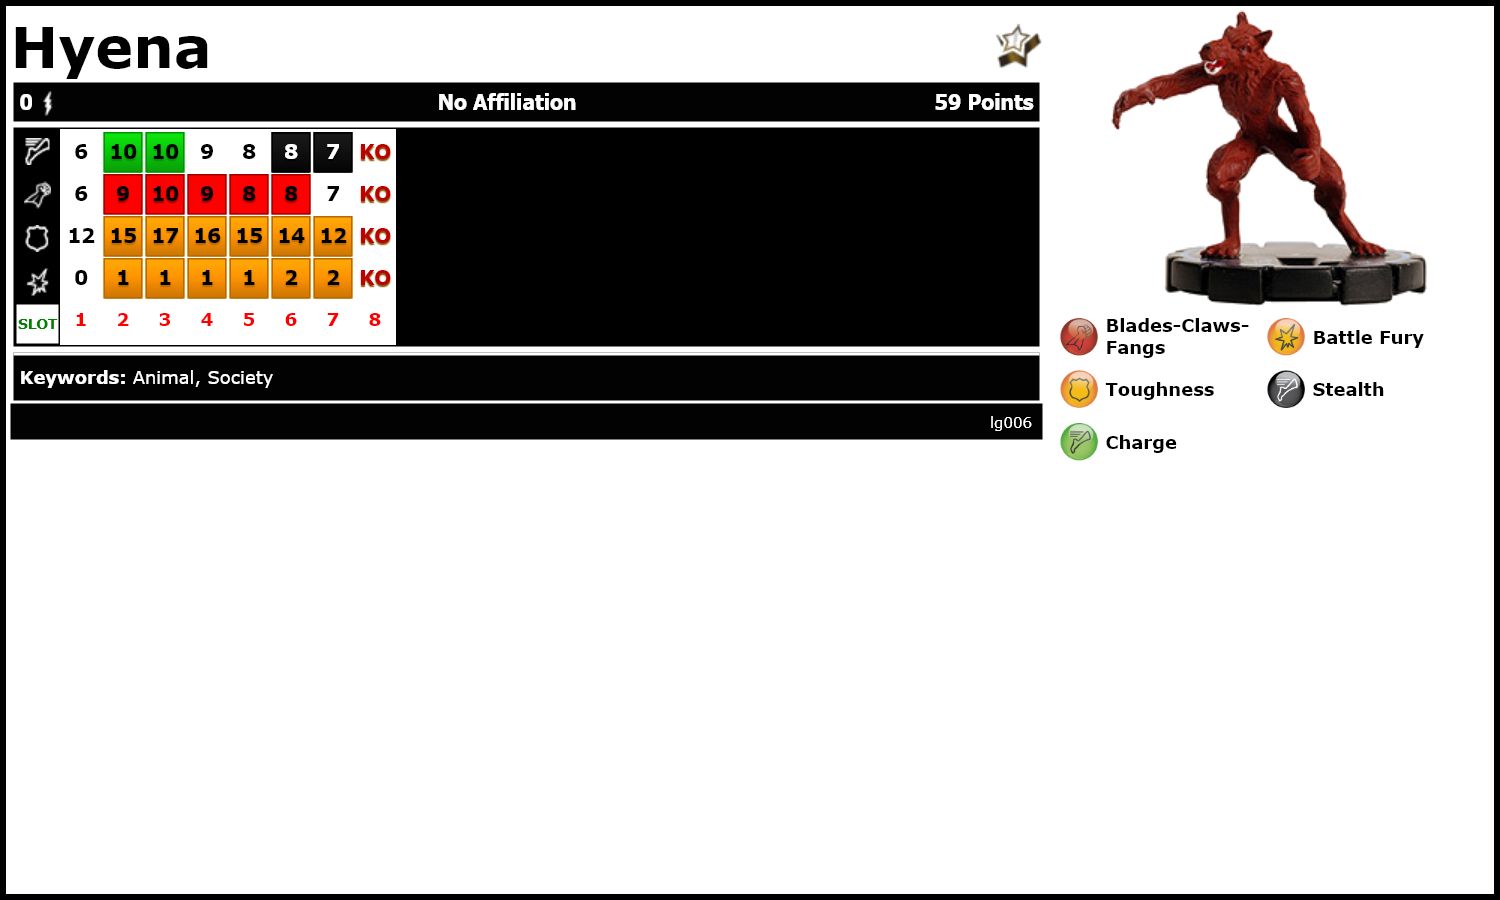 Hyena
0 No Affiliation 59 Points
6 10 10 9 8 8 7 KO
6 9 10 9 8 8 7 KO
12 15 17 16 15 14 12 KO
0 1 1 1 1 2 2 KO
SLOT 1 2 3 4 5 6 7 8
Keywords: Animal, Society
lg006
Blades-Claws-
Fangs
Battle Fury
Toughness
Stealth
Charge